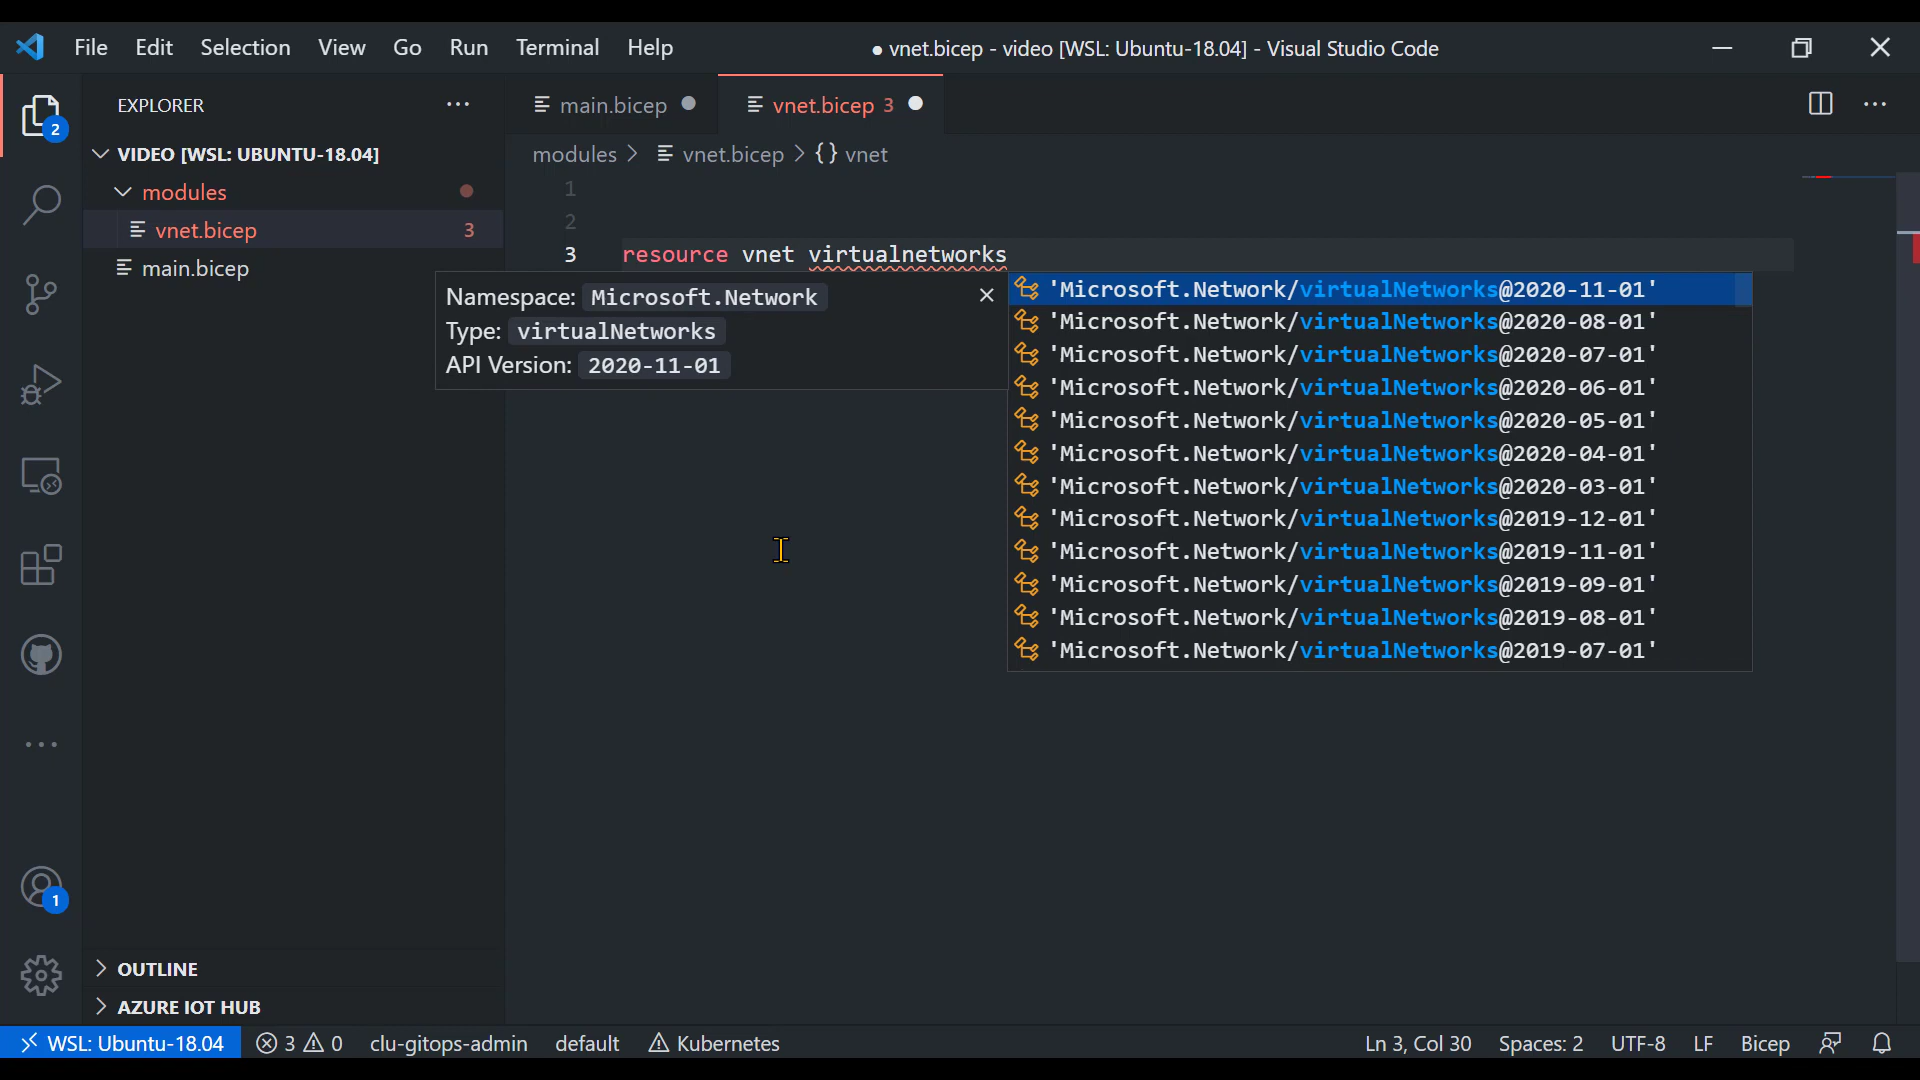 File Edit Selection View Go Run Terminal Help
● vnet.bicep - video [WSL: Ubuntu-18.04] - Visual Studio Code
EXPLORER
VIDEO [WSL: UBUNTU-18.04]
modules
vnet.bicep 3
main.bicep
main.bicep
vnet.bicep 3
modules > vnet.bicep > {} vnet
1
2
3 resource vnet virtualnetworks
Namespace: Microsoft.Network
Type: virtualNetworks
API Version: 2020-11-01
'Microsoft.Network/virtualNetworks@2020-11-01'
'Microsoft.Network/virtualNetworks@2020-08-01'
'Microsoft.Network/virtualNetworks@2020-07-01'
'Microsoft.Network/virtualNetworks@2020-06-01'
'Microsoft.Network/virtualNetworks@2020-05-01'
'Microsoft.Network/virtualNetworks@2020-04-01'
'Microsoft.Network/virtualNetworks@2020-03-01'
'Microsoft.Network/virtualNetworks@2019-12-01'
'Microsoft.Network/virtualNetworks@2019-11-01'
'Microsoft.Network/virtualNetworks@2019-09-01'
'Microsoft.Network/virtualNetworks@2019-08-01'
'Microsoft.Network/virtualNetworks@2019-07-01'
2
1
OUTLINE
AZURE IOT HUB
WSL: Ubuntu-18.04 3 0 clu-gitops-admin default Kubernetes Ln 3, Col 30 Spaces: 2 UTF-8 LF Bicep